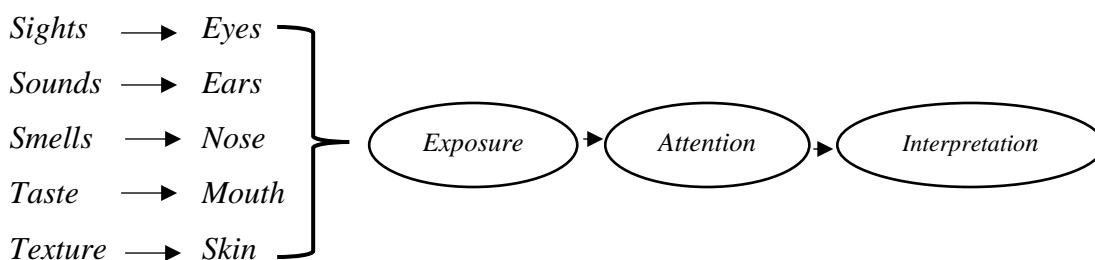 Sights Eyes
Sounds Ears
Smells Nose
Taste Mouth
Texture Skin
Exposure Attention Interpretation